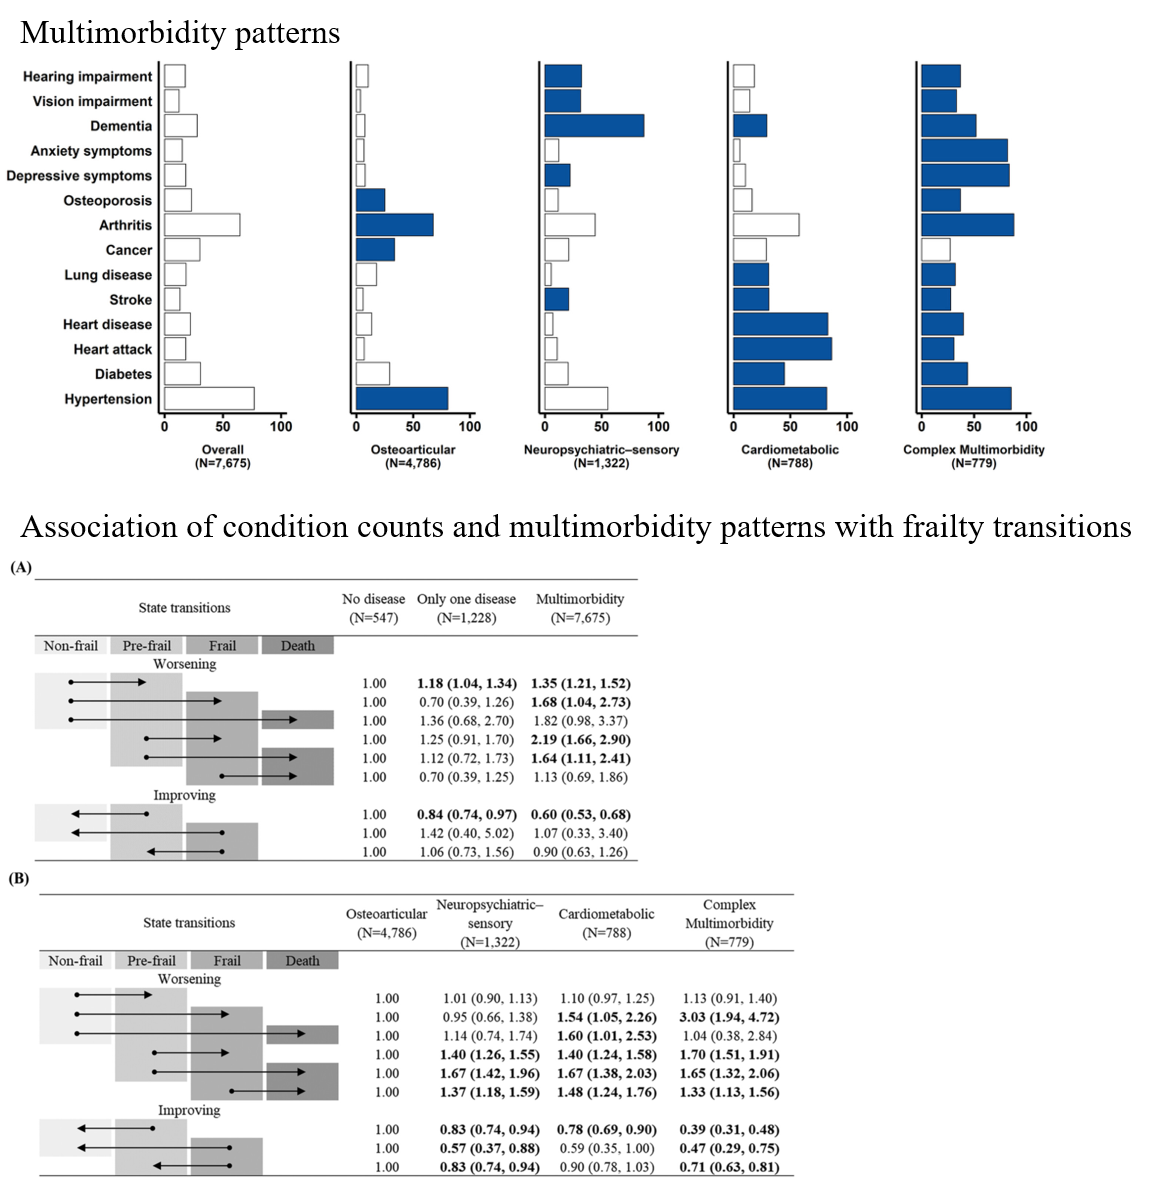 Multimorbidity patterns
Hearing impairment
Vision impairment
Dementia
Anxiety symptoms
Depressive symptoms
Osteoporosis
Arthritis
Cancer
Lung disease
Stroke
Heart disease
Heart attack
Diabetes
Hypertension
0 50 100 0 50 100 0 50 100 0 50 100 0 50 100
Overall Osteoarticular Neuropsychiatric–sensory Cardiometabolic Complex Multimorbidity
(N=7,675) (N=4,786) (N=1,322) (N=788) (N=779)
Association of condition counts and multimorbidity patterns with frailty transitions
(A)
State transitions
No disease Only one disease Multimorbidity
(N=547) (N=1,228) (N=7,675)
Non-frail Pre-frail Frail Death
Worsening
1.00 1.18 (1.04, 1.34) 1.35 (1.21, 1.52)
1.00 0.70 (0.39, 1.26) 1.68 (1.04, 2.73)
1.00 1.36 (0.68, 2.70) 1.82 (0.98, 3.37)
1.00 1.25 (0.91, 1.70) 2.19 (1.66, 2.90)
1.00 1.12 (0.72, 1.73) 1.64 (1.11, 2.41)
1.00 0.70 (0.39, 1.25) 1.13 (0.69, 1.86)
Improving
1.00 0.84 (0.74, 0.97) 0.60 (0.53, 0.68)
1.00 1.42 (0.40, 5.02) 1.07 (0.33, 3.40)
1.00 1.06 (0.73, 1.56) 0.90 (0.63, 1.26)
(B)
State transitions
Osteoarticular
(N=4,786)
Neuropsychiatric–
sensory
(N=1,322)
Cardiometabolic
(N=788)
Complex
Multimorbidity
(N=779)
Non-frail Pre-frail Frail Death
Worsening
1.00 1.01 (0.90, 1.13) 1.10 (0.97, 1.25) 1.13 (0.91, 1.40)
1.00 0.95 (0.66, 1.38) 1.54 (1.05, 2.26) 3.03 (1.94, 4.72)
1.00 1.14 (0.74, 1.74) 1.60 (1.01, 2.53) 1.04 (0.38, 2.84)
1.00 1.40 (1.26, 1.55) 1.40 (1.24, 1.58) 1.70 (1.51, 1.91)
1.00 1.67 (1.42, 1.96) 1.67 (1.38, 2.03) 1.65 (1.32, 2.06)
1.00 1.37 (1.18, 1.59) 1.48 (1.24, 1.76) 1.33 (1.13, 1.56)
Improving
1.00 0.83 (0.74, 0.94) 0.78 (0.69, 0.90) 0.39 (0.31, 0.48)
1.00 0.57 (0.37, 0.88) 0.59 (0.35, 1.00) 0.47 (0.29, 0.75)
1.00 0.83 (0.74, 0.94) 0.90 (0.78, 1.03) 0.71 (0.63, 0.81)